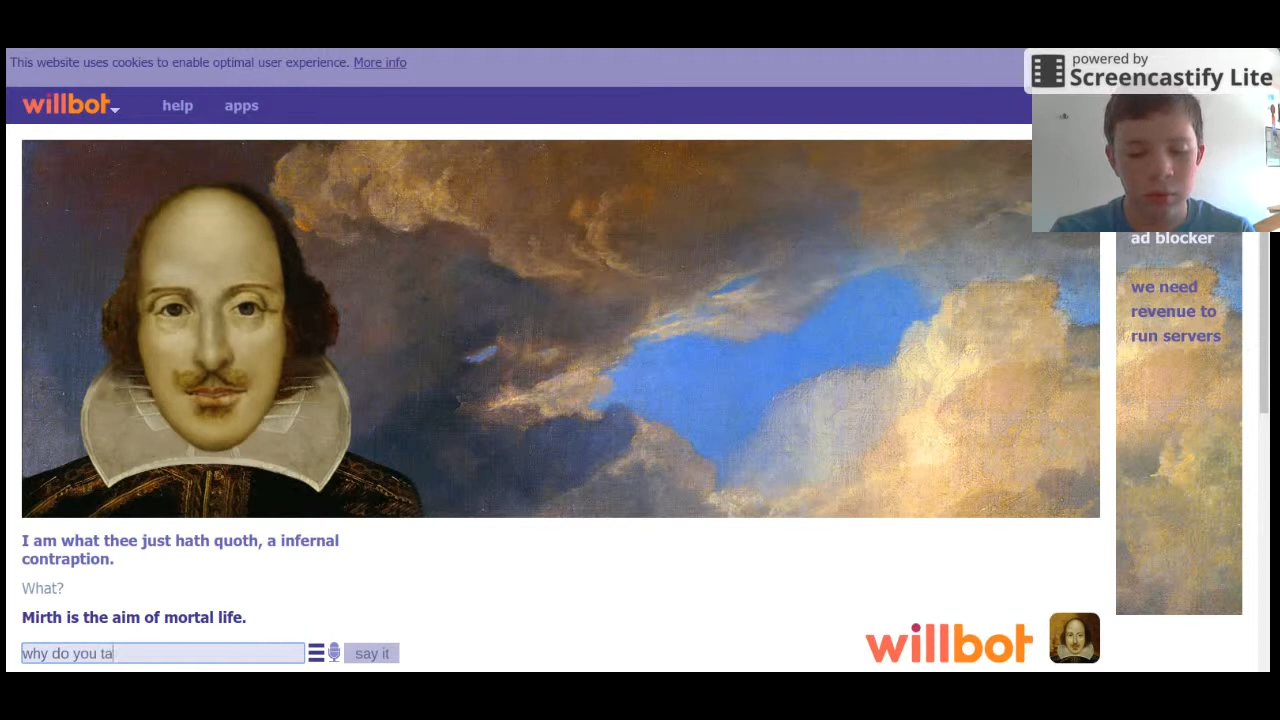 This website uses cookies to enable optimal user experience. More info
powered by
Screencastify Lite
willbot
help
apps
ad blocker
we need
revenue to
run servers
I am what thee just hath quoth, a infernal
contraption.
What?
Mirth is the aim of mortal life.
why do you ta
say it
willbot